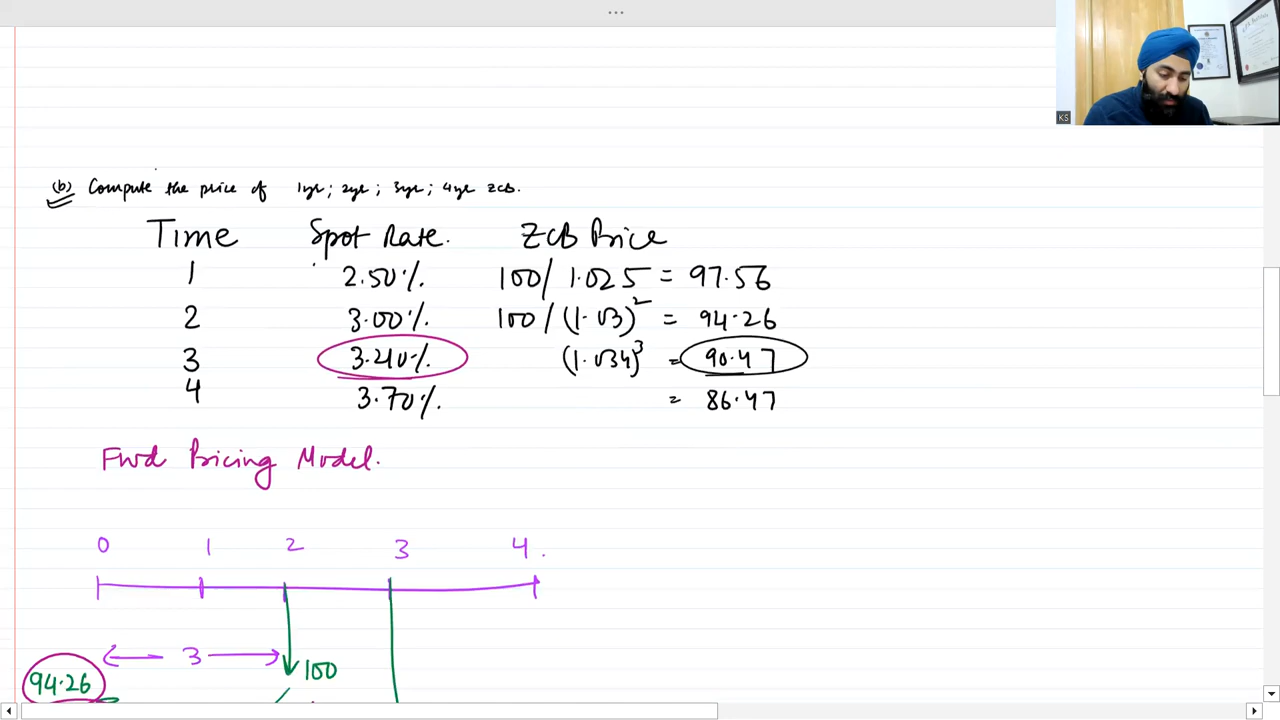 ...
(b) Compute the price of 1yr; 2yr; 3yr; 4yr ZCB.
Time Spot Rate. ZCB Price
1 2.50% 100/1.025 = 97.56
2 3.00% 100/(1.03)² = 94.26
3 3.40% (1.034)³ = 90.47
4 3.70% = 86.47
Fwd Pricing Model.
0 1 2 3 4.
3
100
94.26
KS